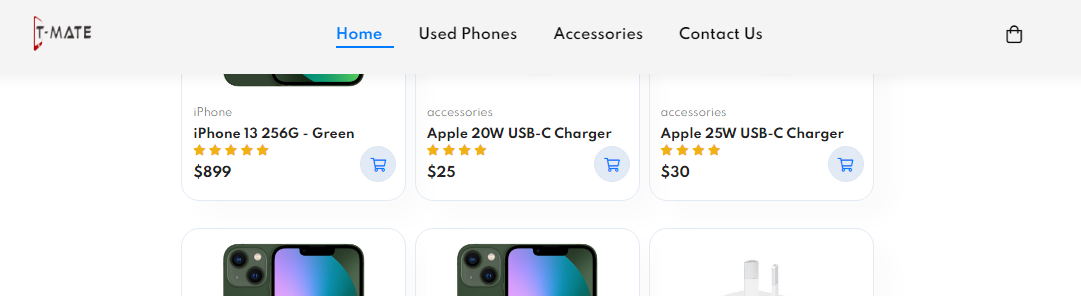 T-MATE
Home Used Phones Accessories Contact Us
iPhone
iPhone 13 256G - Green
$899
accessories
Apple 20W USB-C Charger
$25
accessories
Apple 25W USB-C Charger
$30